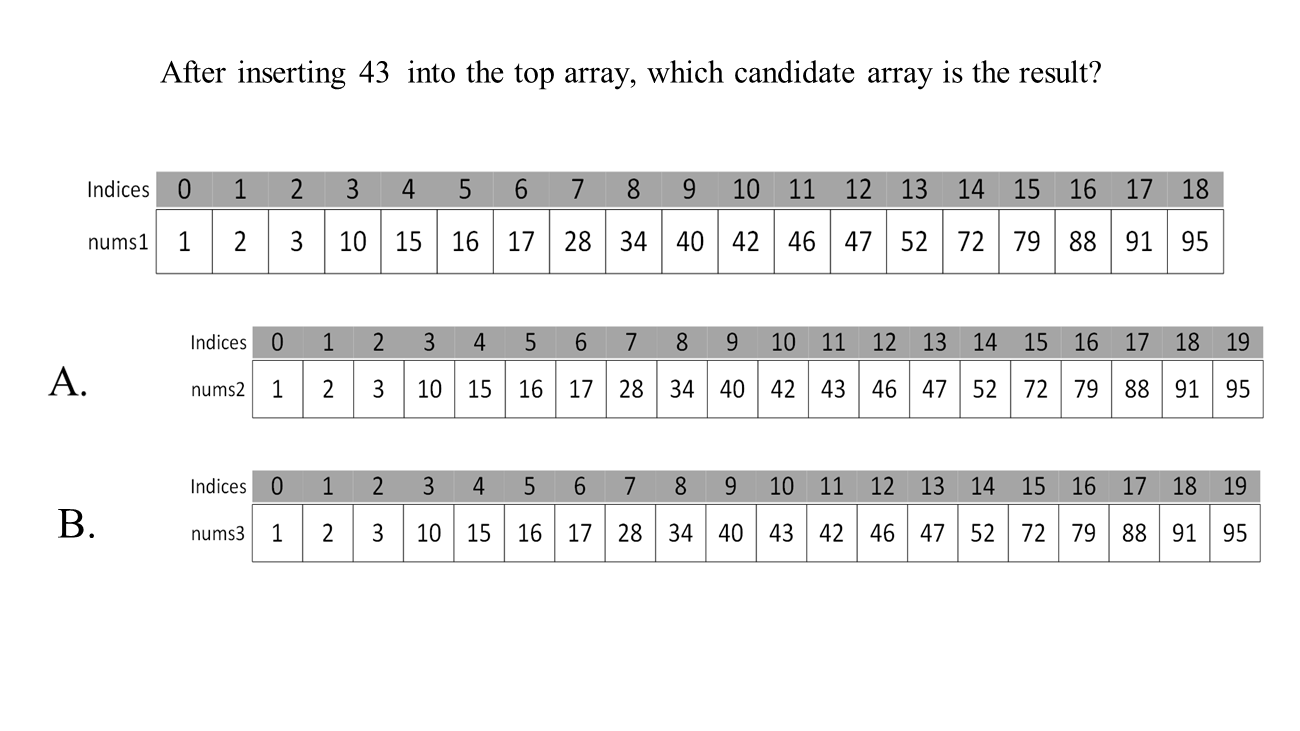 After inserting 43 into the top array, which candidate array is the result?
Indices 0 1 2 3 4 5 6 7 8 9 10 11 12 13 14 15 16 17 18
nums1 1 2 3 10 15 16 17 28 34 40 42 46 47 52 72 79 88 91 95
A.
Indices 0 1 2 3 4 5 6 7 8 9 10 11 12 13 14 15 16 17 18 19
nums2 1 2 3 10 15 16 17 28 34 40 42 43 46 47 52 72 79 88 91 95
B.
Indices 0 1 2 3 4 5 6 7 8 9 10 11 12 13 14 15 16 17 18 19
nums3 1 2 3 10 15 16 17 28 34 40 43 42 46 47 52 72 79 88 91 95